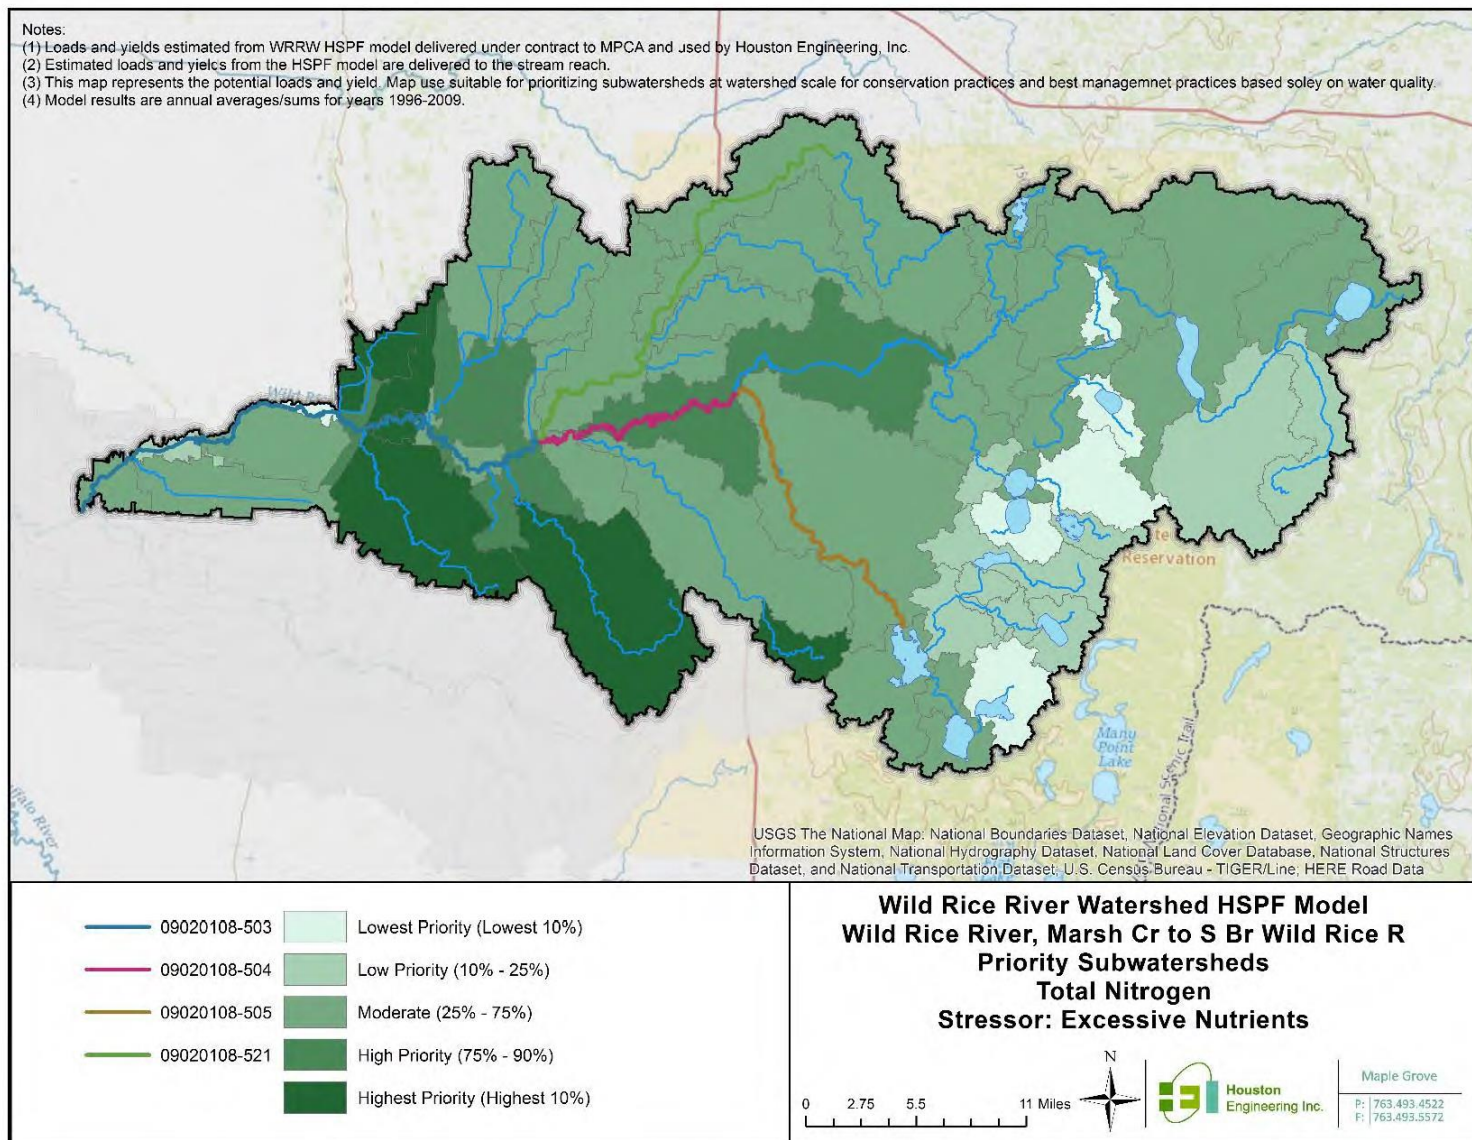 Notes:
(1) Loads and yields estimated from WRRW HSPF model delivered under contract to MPCA and used by Houston Engineering, Inc.
(2) Estimated loads and yields from the HSPF model are delivered to the stream reach.
(3) This map represents the potential loads and yield. Map use suitable for prioritizing subwatersheds at watershed scale for conservation practices and best managemnet practices based soley on water quality.
(4) Model results are annual averages/sums for years 1996-2009.
Wild
Reservation
Many
Point
Lake
National Scenic Trail
River
USGS The National Map: National Boundaries Dataset, National Elevation Dataset, Geographic Names
Information System, National Hydrography Dataset, National Land Cover Database, National Structures
Dataset, and National Transportation Dataset; U.S. Census Bureau - TIGER/Line; HERE Road Data
09020108-503
09020108-504
09020108-505
09020108-521
Lowest Priority (Lowest 10%)
Low Priority (10% - 25%)
Moderate (25% - 75%)
High Priority (75% - 90%)
Highest Priority (Highest 10%)
Wild Rice River Watershed HSPF Model
Wild Rice River, Marsh Cr to S Br Wild Rice R
Priority Subwatersheds
Total Nitrogen
Stressor: Excessive Nutrients
0 2.75 5.5 11 Miles
N
Houston
Engineering Inc.
Maple Grove
P: 763.493.4522
F: 763.493.5572